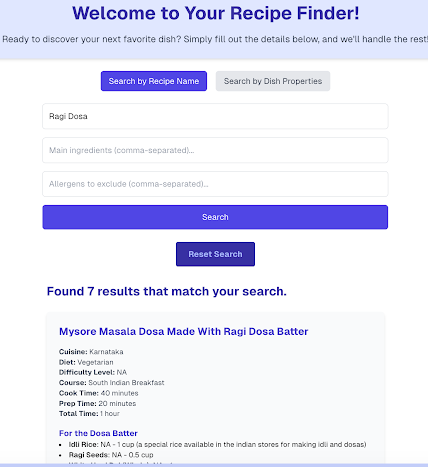 Welcome to Your Recipe Finder!
Ready to discover your next favorite dish? Simply fill out the details below, and we'll handle the rest!
Search by Recipe Name
Search by Dish Properties
Ragi Dosa
Main ingredients (comma-separated)...
Allergens to exclude (comma-separated)...
Search
Reset Search
Found 7 results that match your search.
Mysore Masala Dosa Made With Ragi Dosa Batter
Cuisine: Karnataka
Diet: Vegetarian
Difficulty Level: NA
Course: South Indian Breakfast
Cook Time: 40 minutes
Prep Time: 20 minutes
Total Time: 1 hour
For the Dosa Batter
• Idli Rice: NA - 1 cup (a special rice available in the indian stores for making idli and dosas)
• Ragi Seeds: NA - 0.5 cup